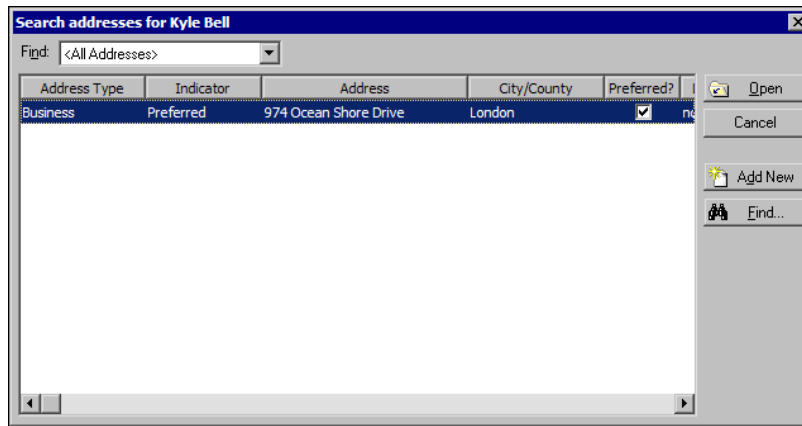 Search addresses for Kyle Bell
Find: <All Addresses>
Address Type Indicator Address City/County Preferred?
Business Preferred 974 Ocean Shore Drive London
Open
Cancel
Add New
Find...